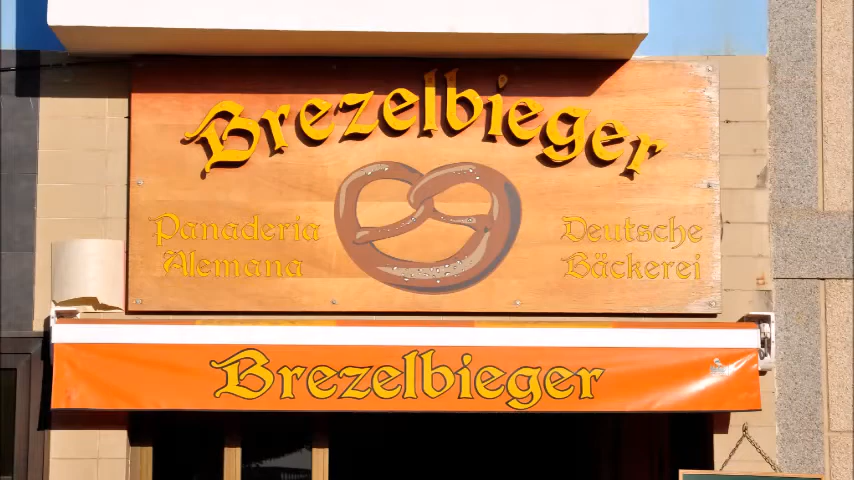 Brezelbieger
Panaderia
Alemana
Deutsche
Bäckerei
Brezelbieger